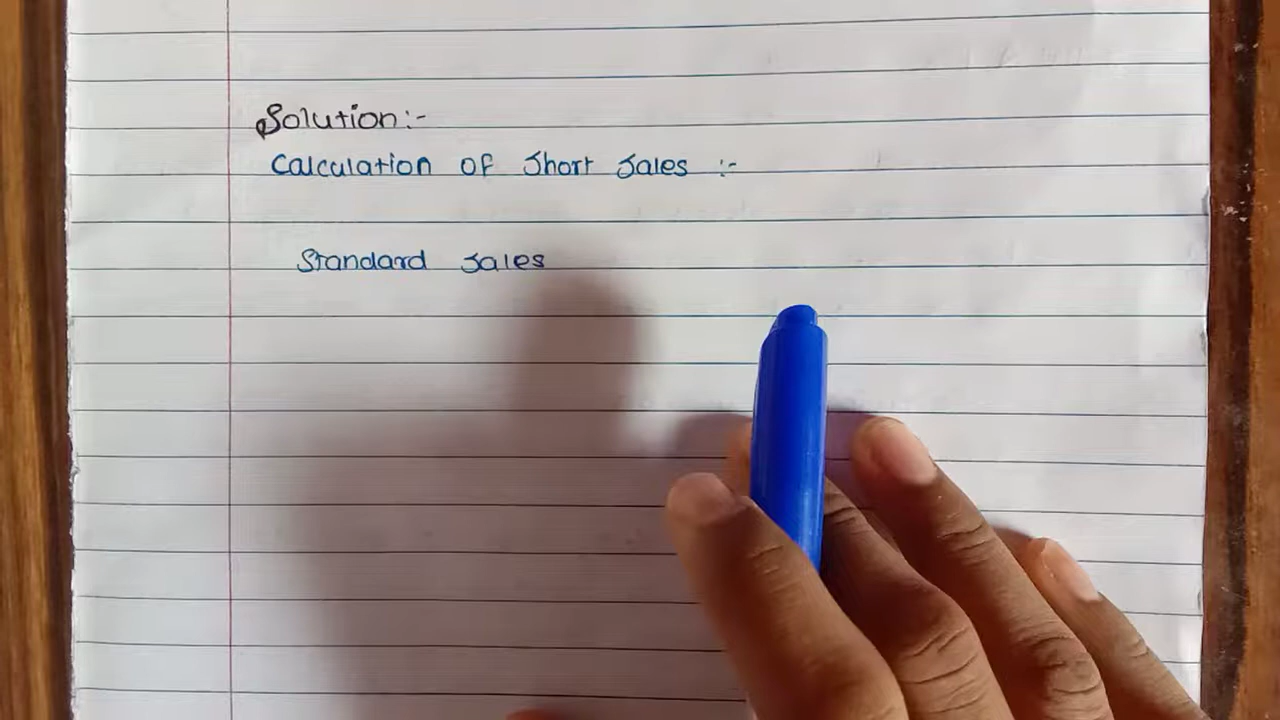 Solution:-
Calculation of Short Sales :-
Standard Sales